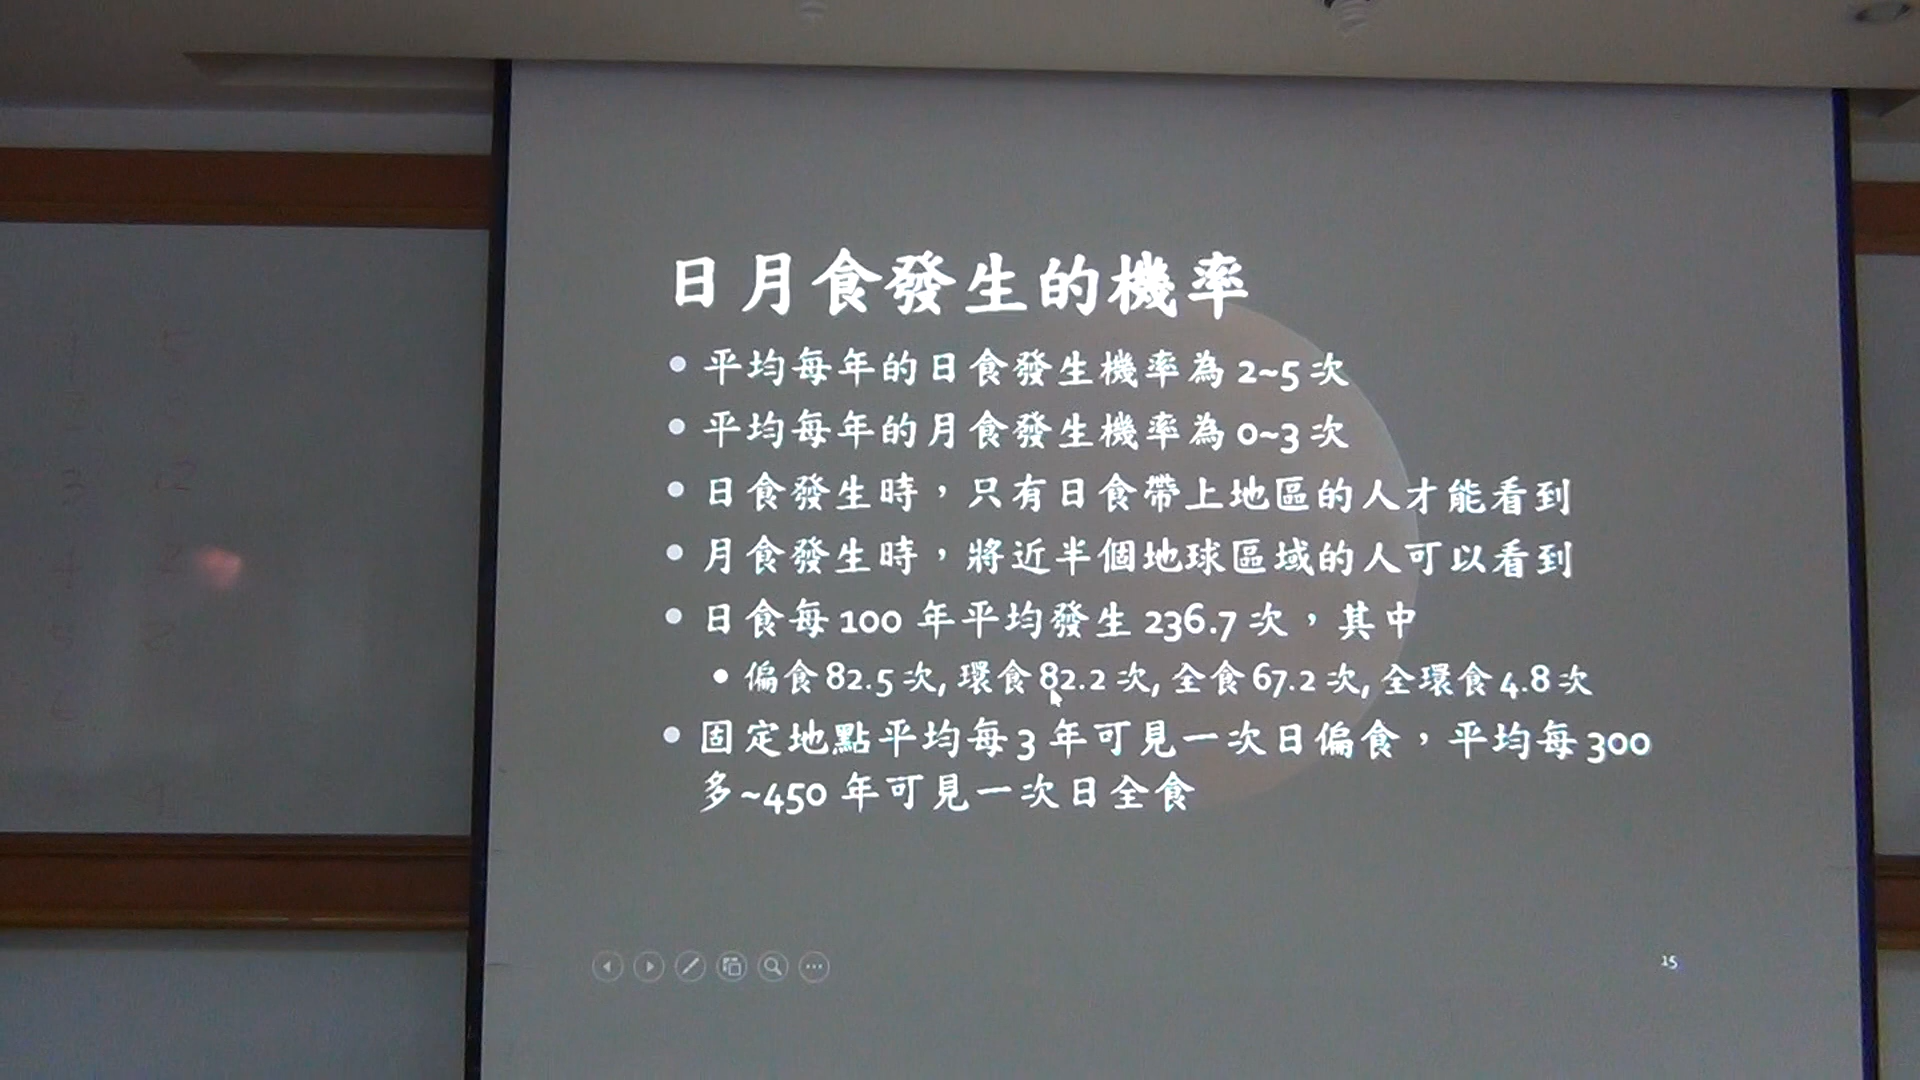 日月食發生的機率
• 平均每年的日食發生機率為 2~5 次
• 平均每年的月食發生機率為 0~3 次
• 日食發生時，只有日食帶上地區的人才能看到
• 月食發生時，將近半個地球區域的人可以看到
• 日食每 100 年平均發生 236.7 次，其中
• 偏食 82.5 次, 環食 82.2 次, 全食 67.2 次, 全環食 4.8 次
• 固定地點平均每 3 年可見一次日偏食，平均每 300
多~450 年可見一次日全食
15